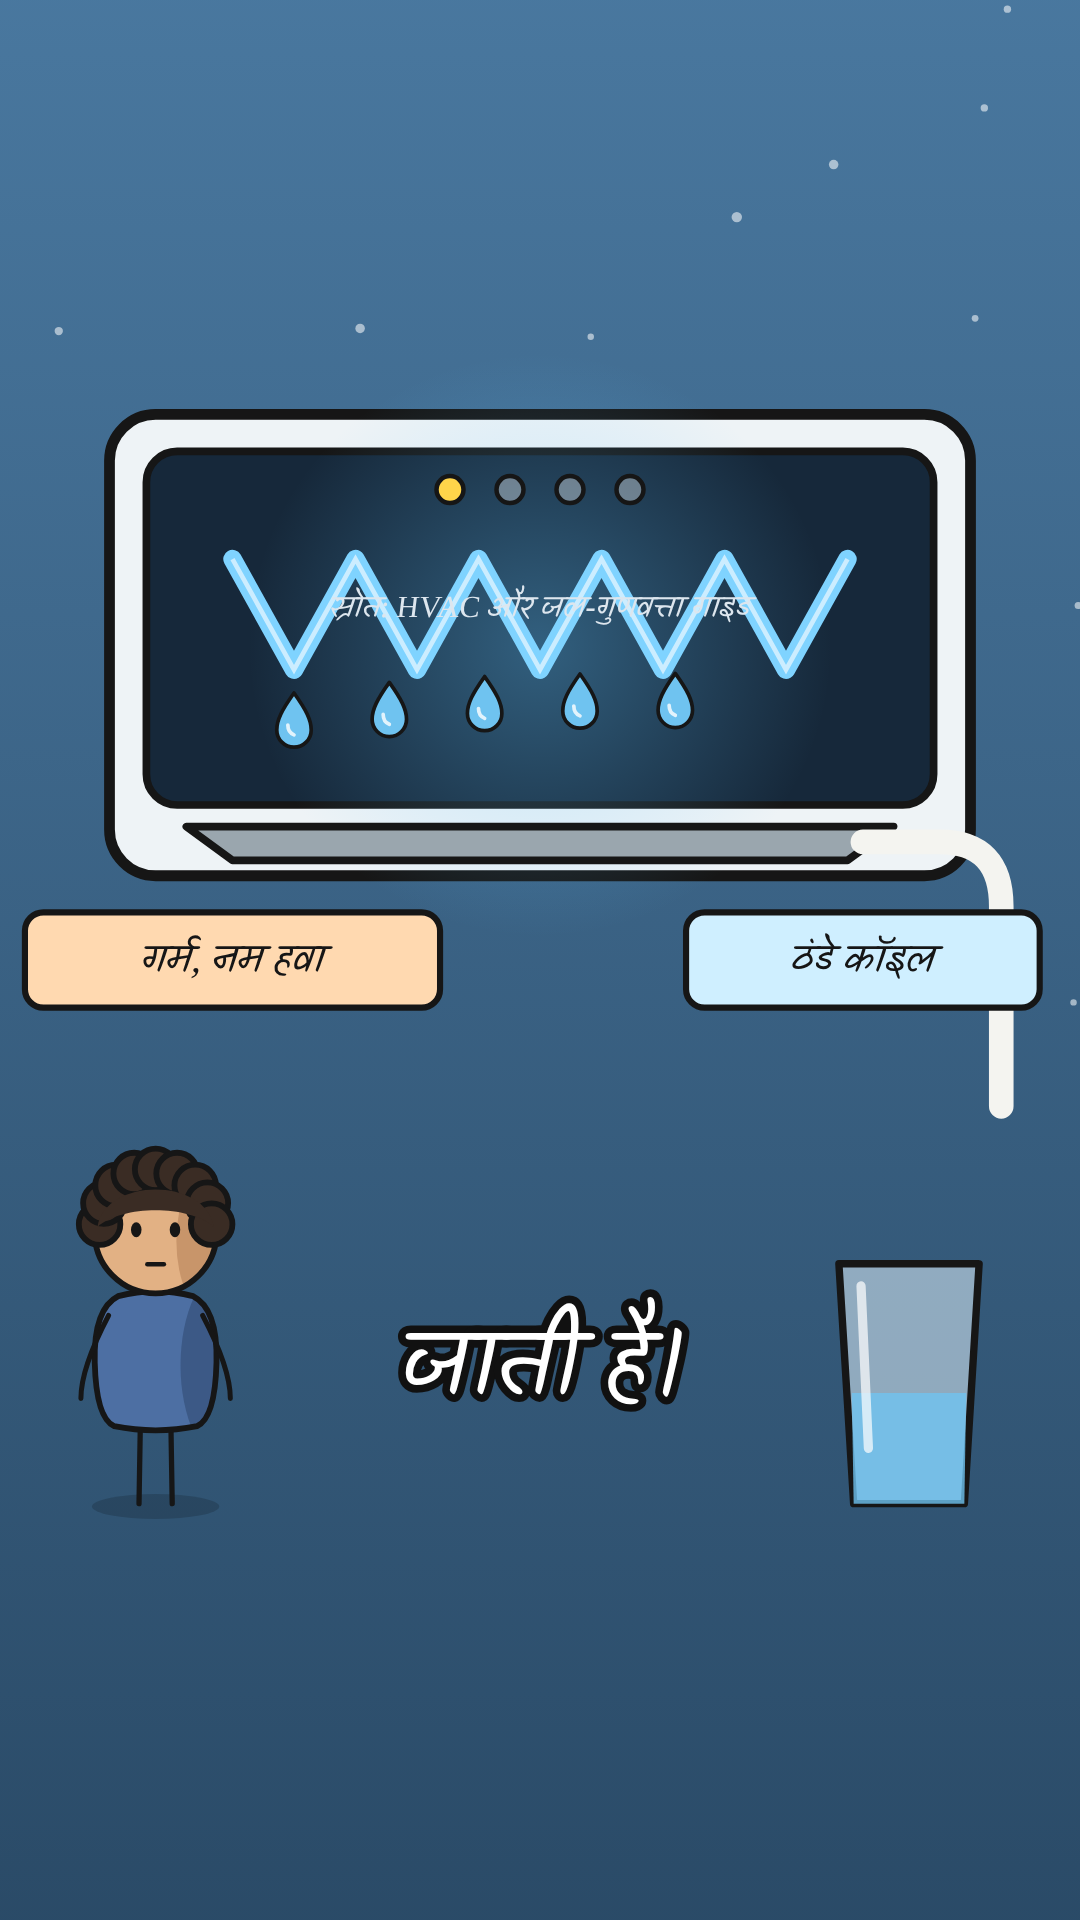 स्रोत: HVAC और जल-गुणवत्ता गाइड
गर्म, नम हवा
ठंडे कॉइल
जाती है।